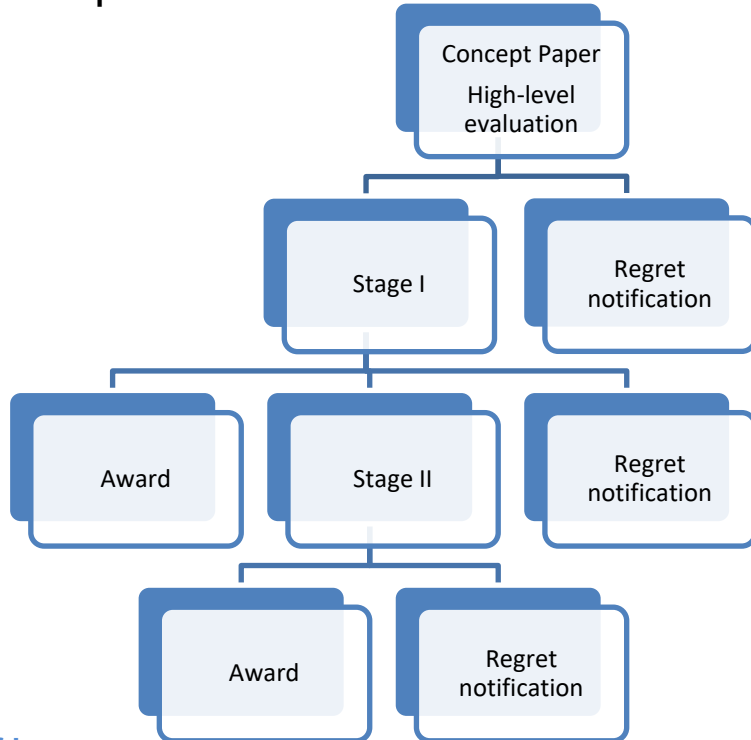 Concept Paper
High-level
evaluation
Stage I
Regret
notification
Award
Stage II
Regret
notification
Award
Regret
notification